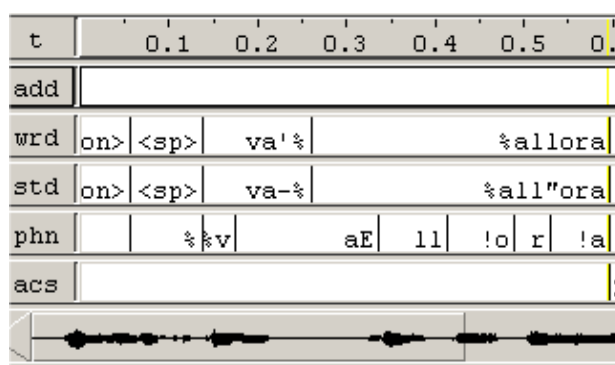 t 0.1 0.2 0.3 0.4 0.5 0.
add
wrd on> <sp> va'% %allora
std on> <sp> va-% %all"ora
phn % %v aE ll !o r !a
acs